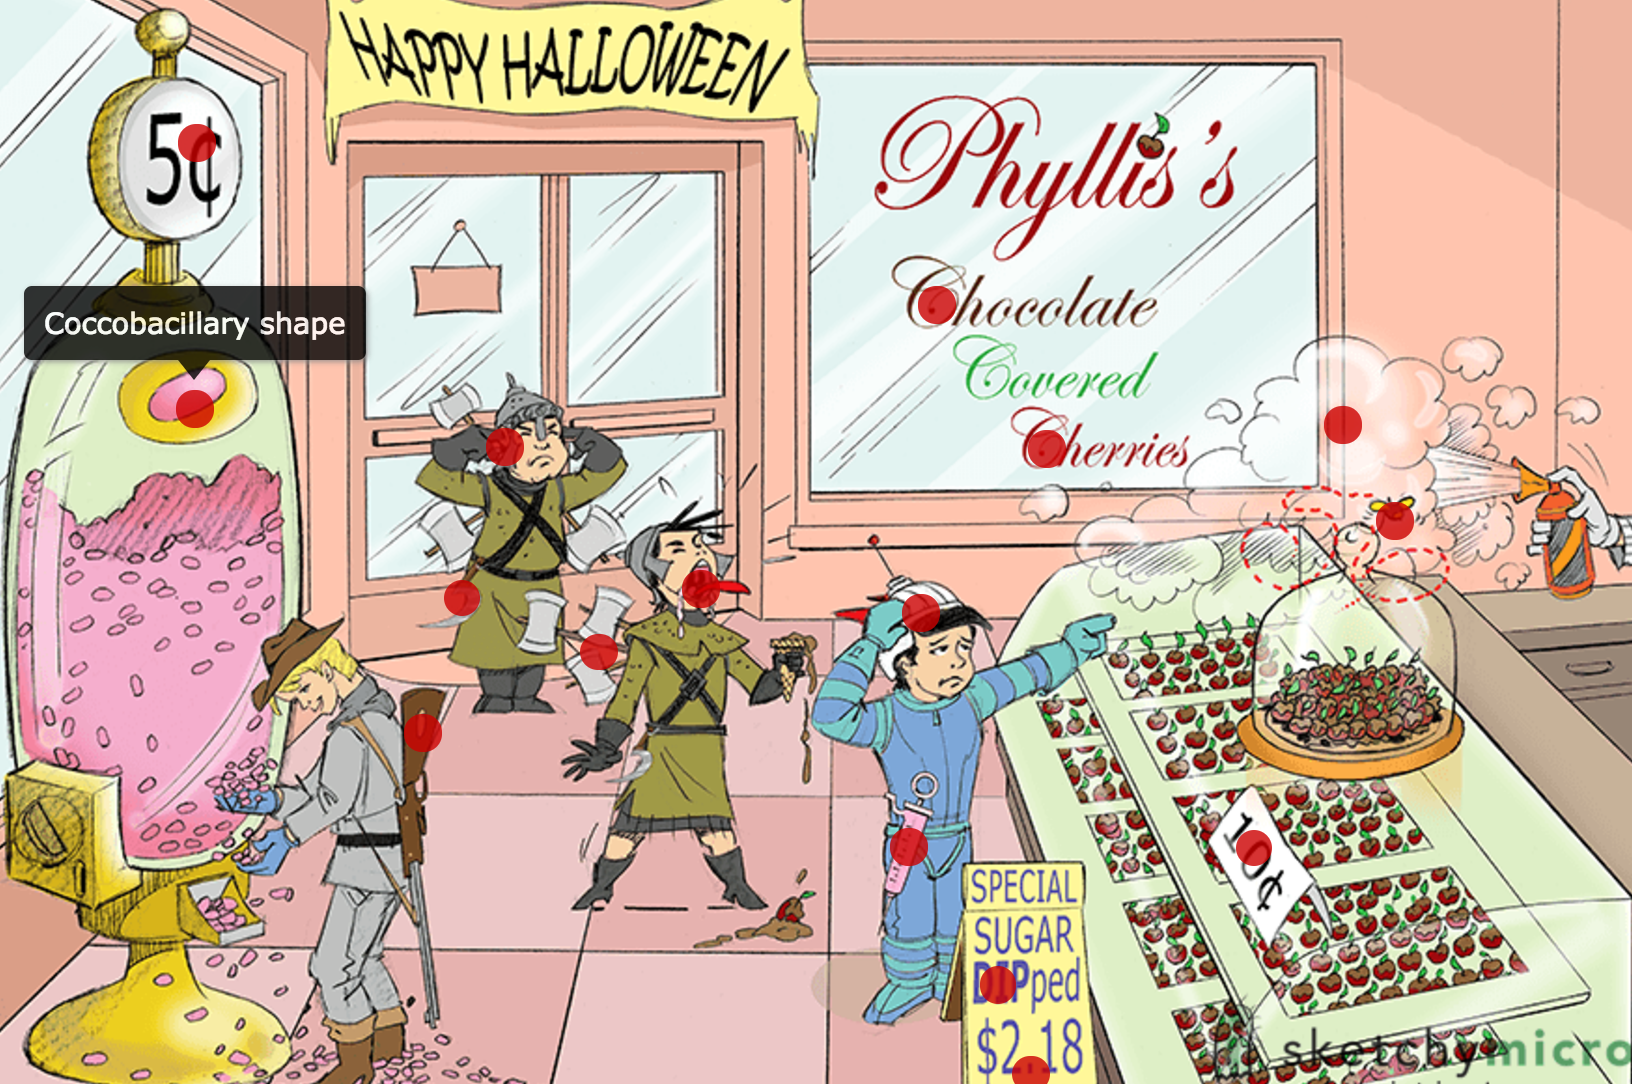 HAPPY HALLOWEEN
5¢
Phyllis's
Chocolate
Covered
Cherries
Coccobacillary shape
10¢
SPECIAL
SUGAR
DIPped
$2.18
sketchymicro